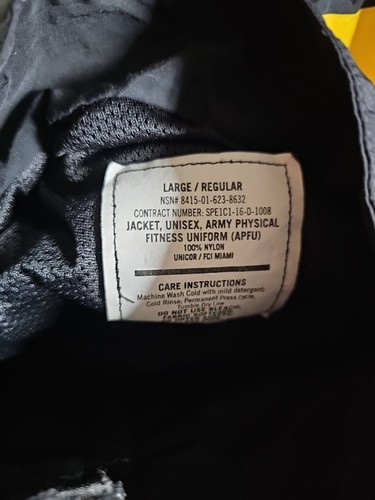 LARGE / REGULAR
NSN# 8415-01-623-8632
CONTRACT NUMBER: SPE1C1-16-D-1008
JACKET, UNISEX, ARMY PHYSICAL
FITNESS UNIFORM (APFU)
100% NYLON
UNICOR / FCI MIAMI
CARE INSTRUCTIONS
Machine Wash Cold with mild detergent;
Cold Rinse, Permanent Press Cycle,
Tumble Dry Low
DO NOT USE BLEACH,
FABRIC SOFTENER